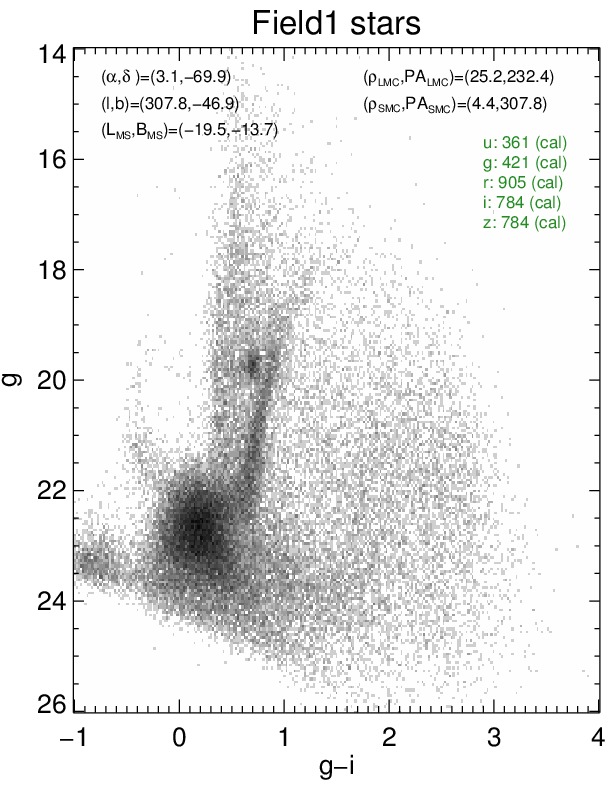 Field1 stars
(α,δ )=(3.1,−69.9)
(ρLMC,PALMC)=(25.2,232.4)
(l,b)=(307.8,−46.9)
(ρSMC,PASMC)=(4.4,307.8)
(LMS,BMS)=(−19.5,−13.7)
u: 361 (cal)
g: 421 (cal)
r: 905 (cal)
i: 784 (cal)
z: 784 (cal)
14
16
18
20
22
24
26
g
−1 0 1 2 3 4
g−i